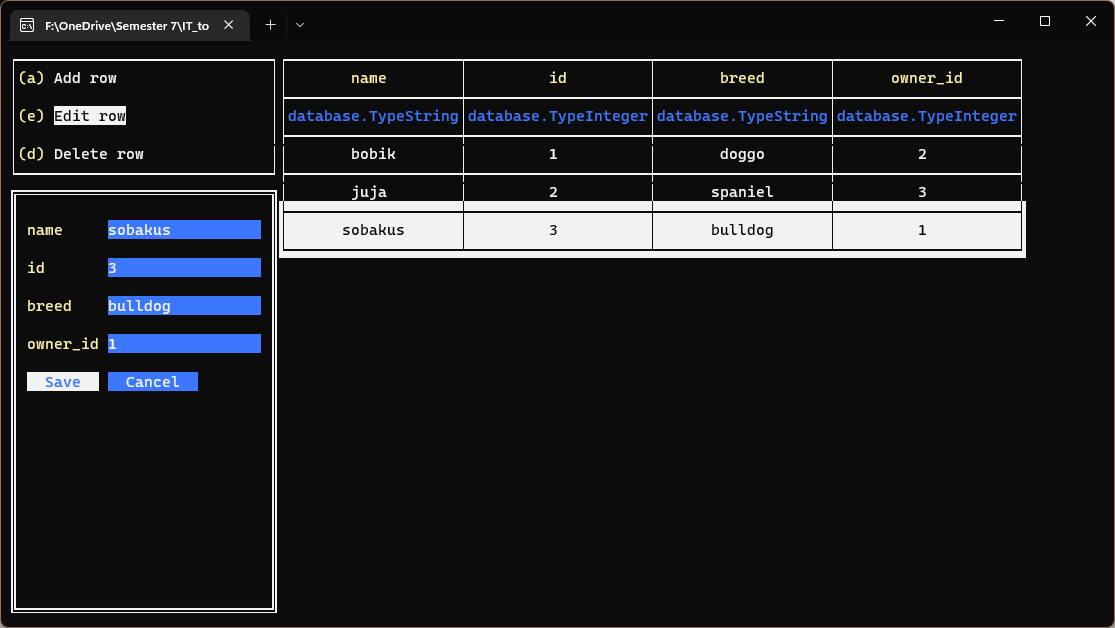 F:\OneDrive\Semester 7\IT_to
(a) Add row
(e) Edit row
(d) Delete row
name id breed owner_id
database.TypeString database.TypeInteger database.TypeString database.TypeInteger
bobik 1 doggo 2
juja 2 spaniel 3
sobakus 3 bulldog 1
name sobakus
id 3
breed bulldog
owner_id 1
Save Cancel